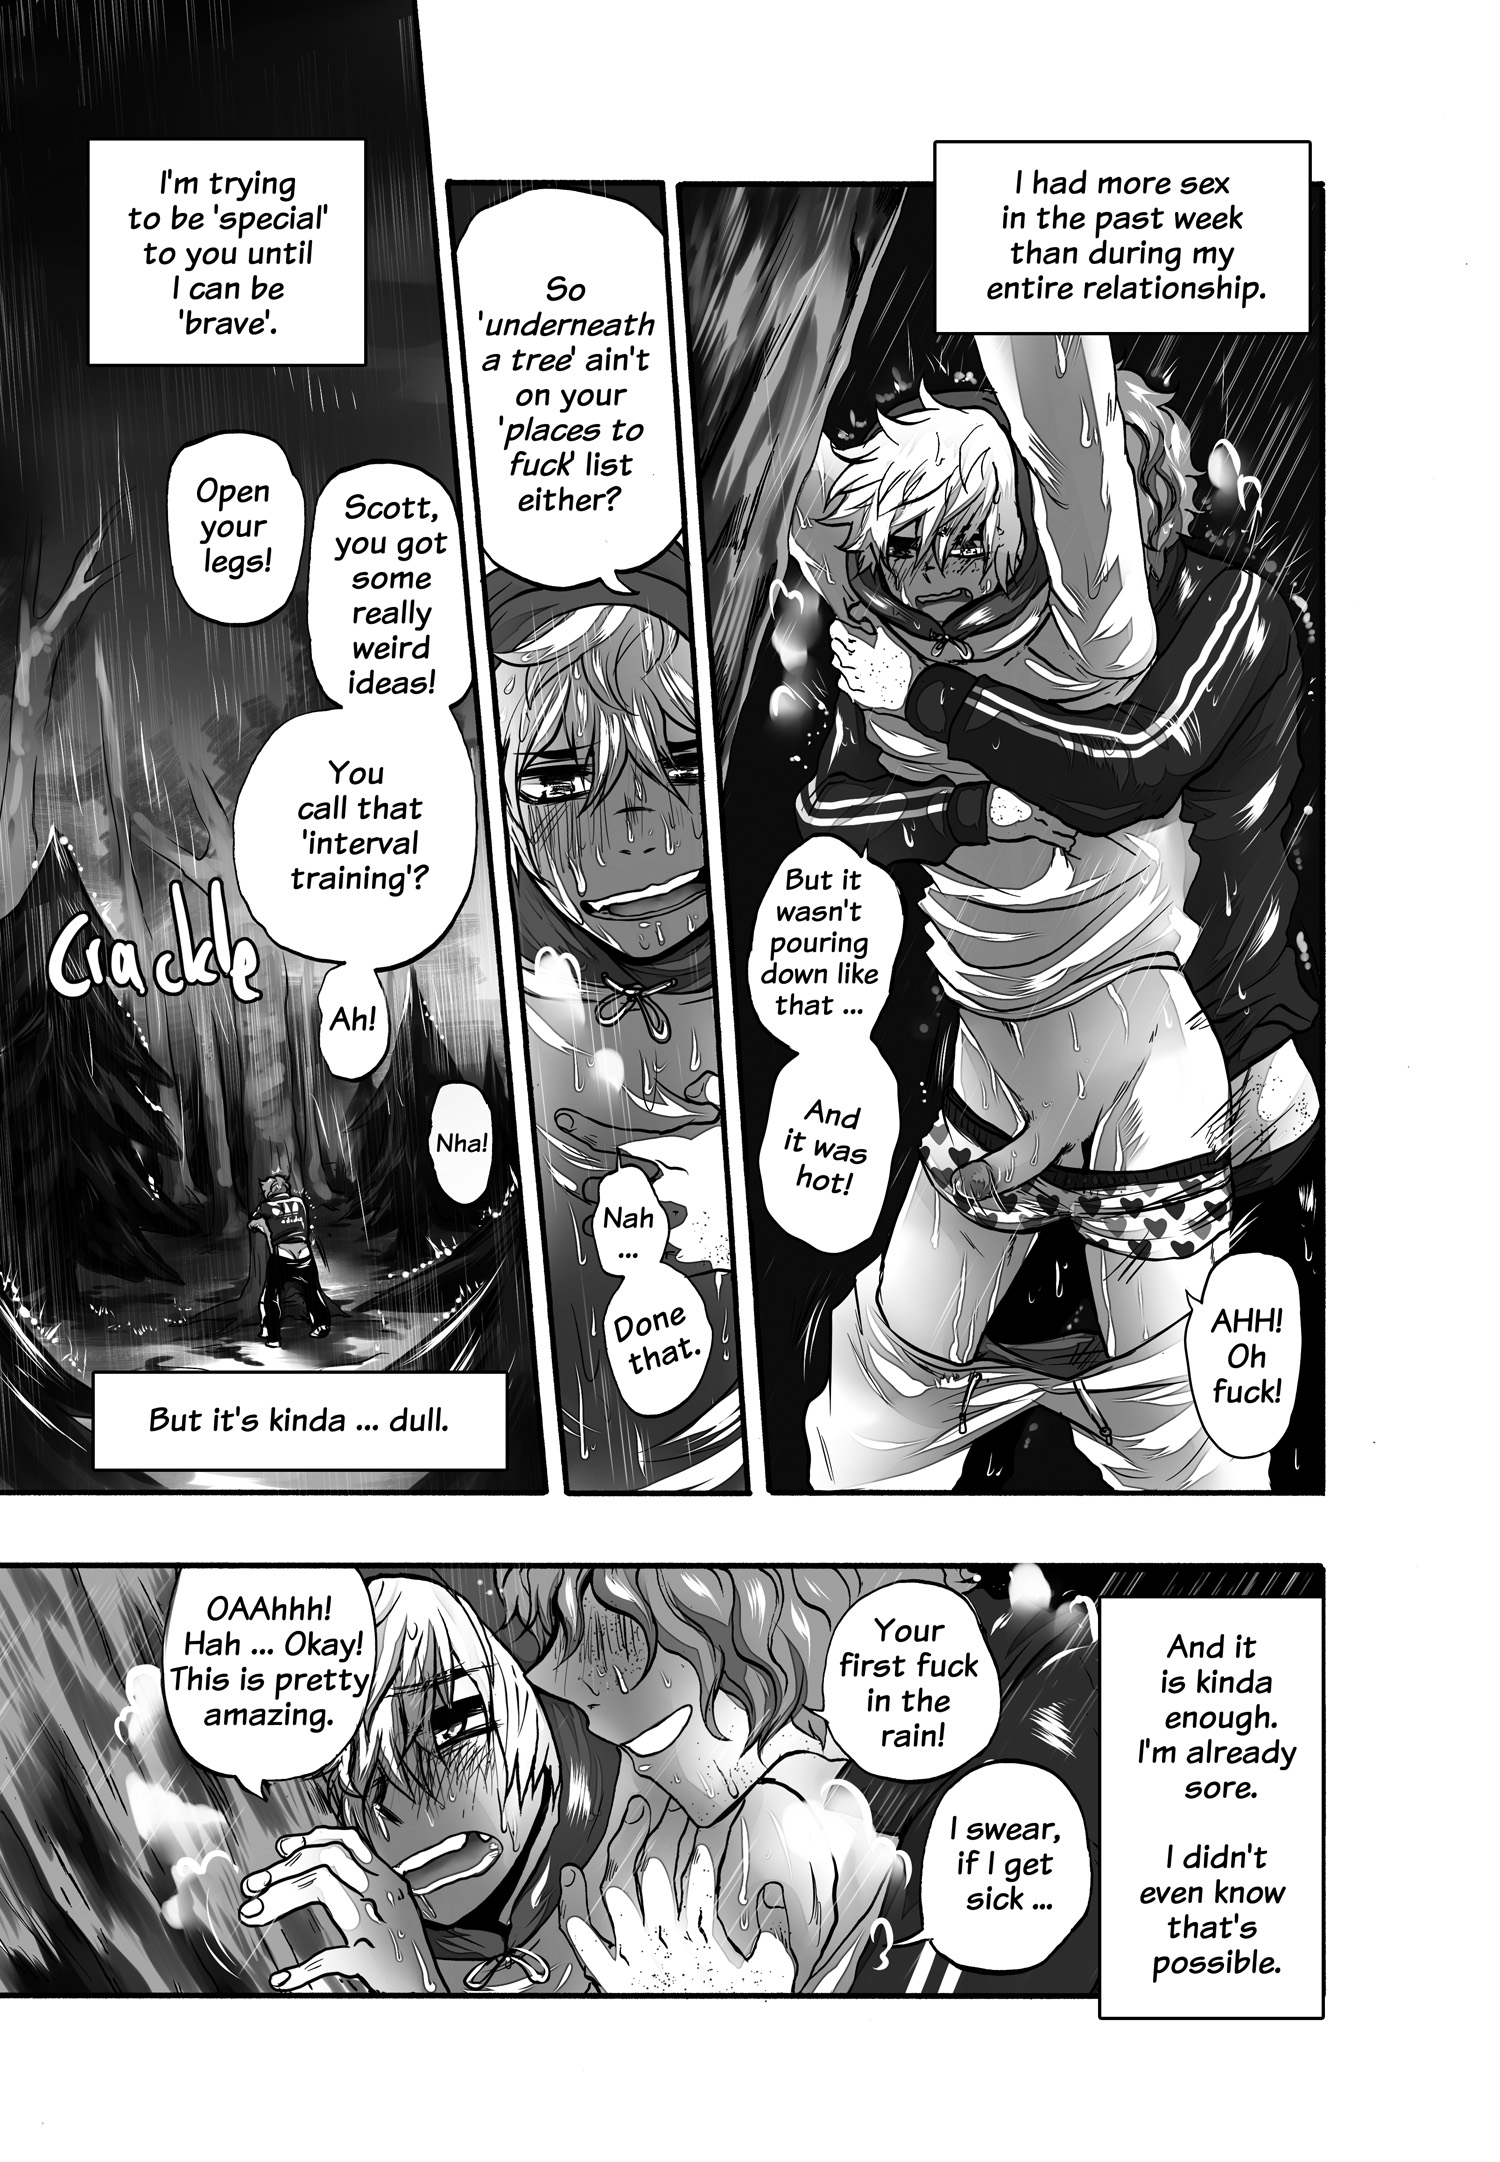 I had more sex
in the past week
than during my
entire relationship.
But it
wasn't
pouring
down like
that ...
And
it was
hot!
AHH!
Oh
fuck!
So
'underneath
a tree' ain't
on your
'places to
fuck' list
either?
Nah
...
Done
that.
I'm trying
to be 'special'
to you until
I can be
'brave'.
Scott,
you got
some
really
weird
ideas!
You
call that
'interval
training'?
Open
your
legs!
Ah!
Nha!
Crackle
But it's kinda ... dull.
And it
is kinda
enough.
I'm already
sore.
I didn't
even know
that's
possible.
Your
first fuck
in the
rain!
I swear,
if I get
sick ...
OAAhhh!
Hah ... Okay!
This is pretty
amazing.